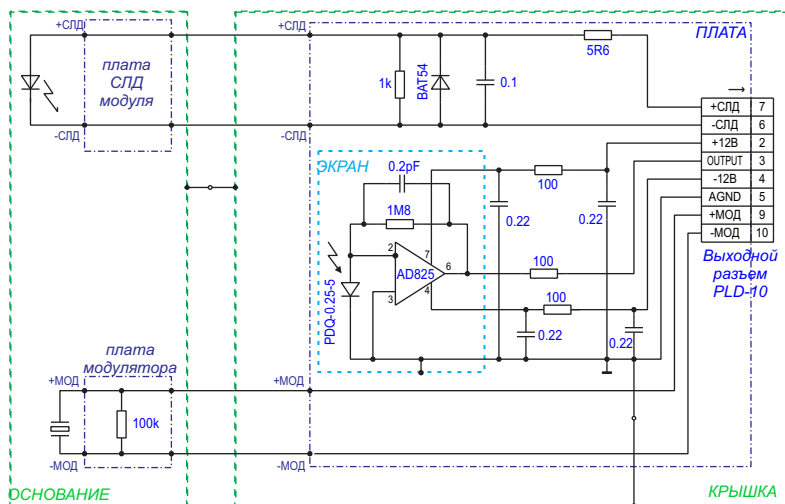 +СЛД
+СЛД
ПЛАТА
плата
СЛД
модуля
1k
BAT54
0.1
5R6
-СЛД
-СЛД
+СЛД 7
-СЛД 6
+12В 2
OUTPUT 3
-12В 4
AGND 5
+МОД 9
-МОД 10
Выходной
разъем
PLD-10
ЭКРАН
0.2pF
1M8
100
0.22
0.22
2
7
AD825
6
3
4
PDQ-0.25-5
100
100
0.22
0.22
плата
модулятора
+МОД
+МОД
100k
-МОД
-МОД
ОСНОВАНИЕ
КРЫШКА